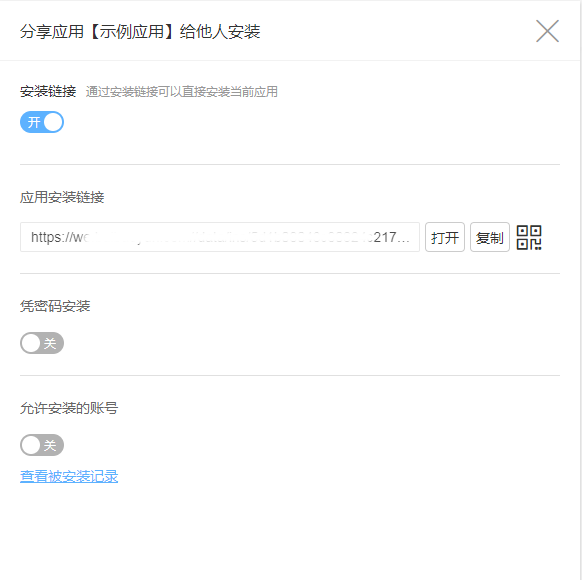 分享应用【示例应用】给他人安装
安装链接 通过安装链接可以直接安装当前应用
开
应用安装链接
https://w 217... 打开 复制
凭密码安装
关
允许安装的账号
关
查看被安装记录